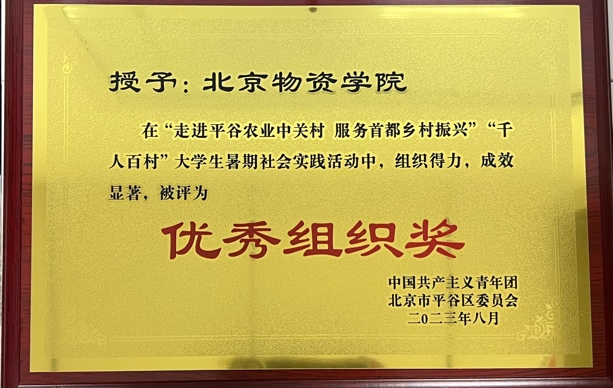 授予：北京物资学院
在“走进平谷农业中关村 服务首都乡村振兴”“千
人百村”大学生暑期社会实践活动中，组织得力，成效
显著，被评为
优秀组织奖
中国共产主义青年团
北京市平谷区委员会
二〇二三年八月